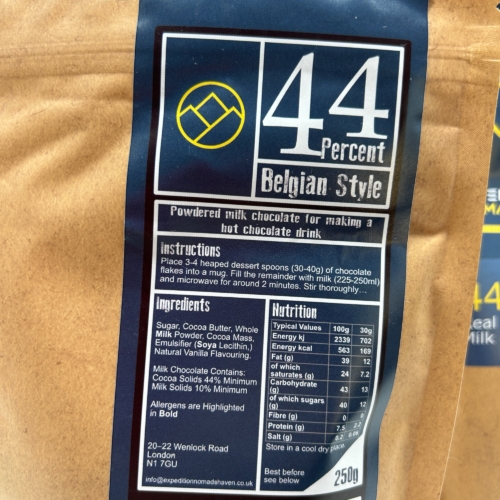 44
Percent
Belgian Style
Powdered milk chocolate for making a
hot chocolate drink
Instructions
Place 3-4 heaped dessert spoons (30-40g) of chocolate
flakes into a mug. Fill the remainder with milk (225-250ml)
and microwave for around 2 minutes. Stir thoroughly...
Ingredients
Sugar, Cocoa Butter, Whole
Milk Powder, Cocoa Mass,
Emulsifier (Soya Lecithin,)
Natural Vanilla Flavouring.
Milk Chocolate Contains:
Cocoa Solids 44% Minimum
Milk Solids 10% Minimum
Allergens are Highlighted
in Bold
20–22 Wenlock Road
London
N1 7GU
info@expeditionnomadshaven.co.uk
Nutrition
Typical Values 100g 30g
Energy kj 2339 702
Energy kcal 563 169
Fat (g) 39 12
of which
saturates (g) 24 7.2
Carbohydrate
(g) 43 13
of which sugars
(g) 40 12
Fibre (g) 0
Protein (g) 7.5 2.2
Salt (g) 0.2
Store in a cool dry place.
Best before
see below
250g
44
eal
Milk